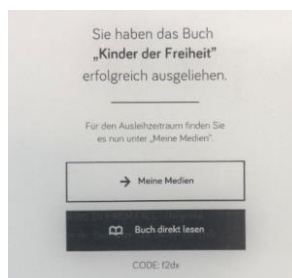 Sie haben das Buch
„Kinder der Freiheit"
erfolgreich ausgeliehen.
Für den Ausleihzeitraum finden Sie
es nun unter „Meine Medien".
→ Meine Medien
Buch direkt lesen
CODE: f2dx